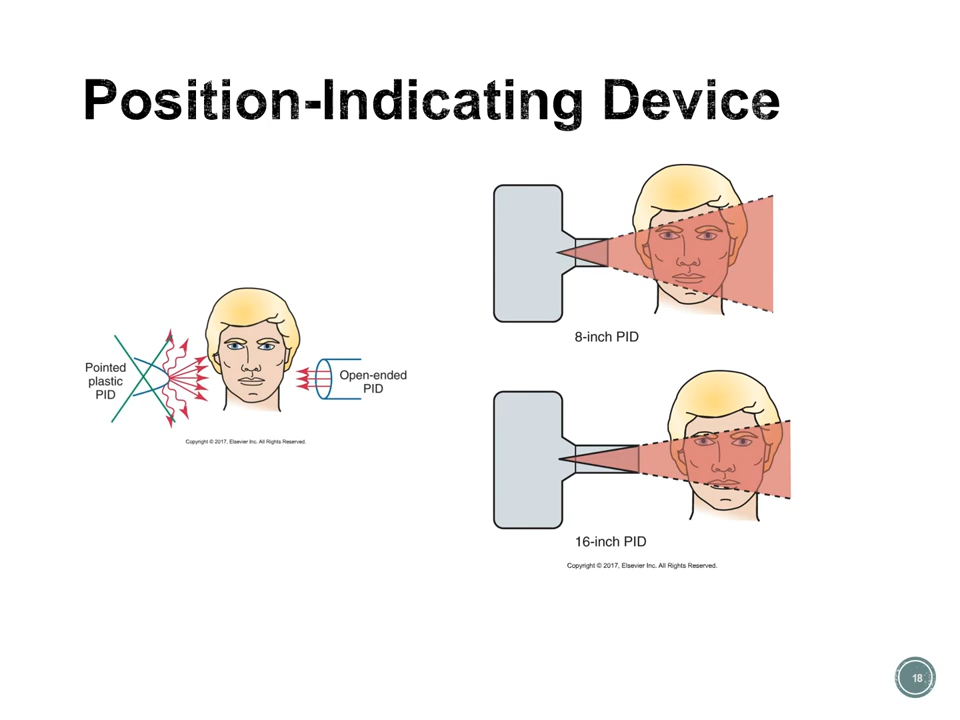 Position-Indicating Device
Pointed
plastic
PID
Open-ended
PID
Copyright © 2017, Elsevier Inc. All Rights Reserved.
8-inch PID
16-inch PID
Copyright © 2017, Elsevier Inc. All Rights Reserved.
18